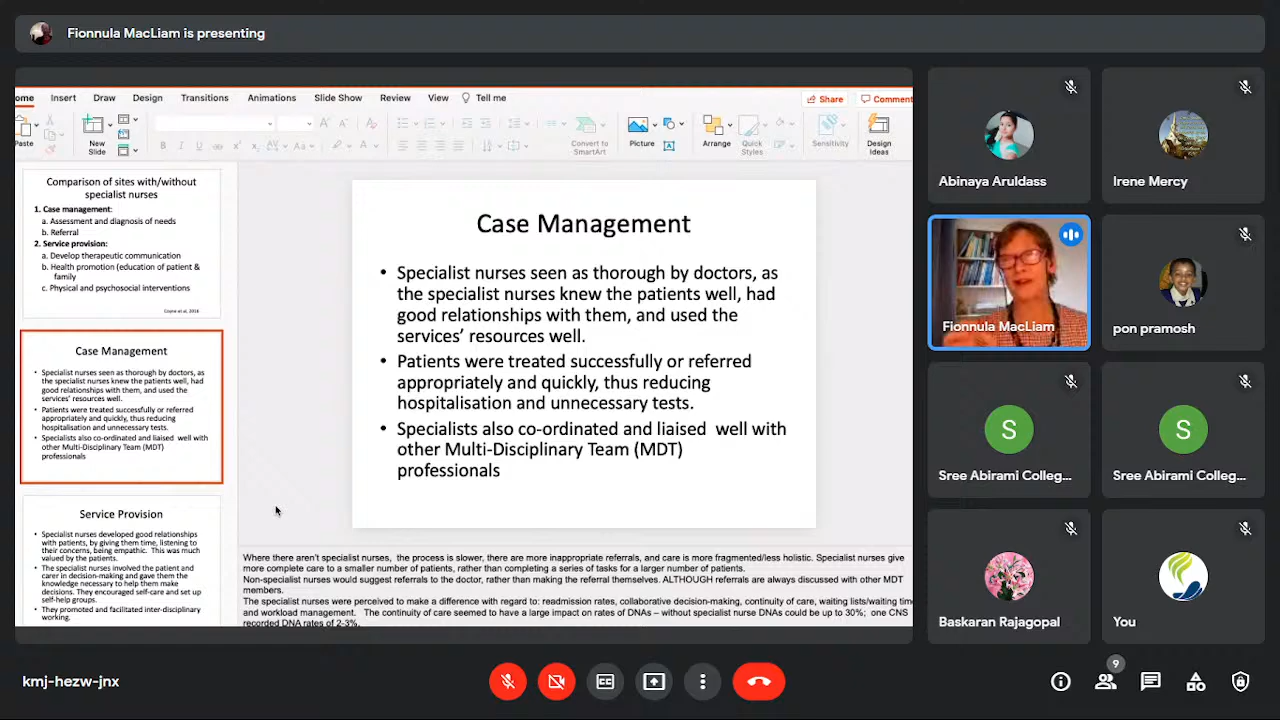 Fionnula MacLiam is presenting
ome Insert Draw Design Transitions Animations Slide Show Review View Tell me Share Comment
Paste
New
Slide
Convert to
SmartArt
Picture
Arrange
Quick
Styles
Sensitivity
Design
Ideas
Comparison of sites with/without
specialist nurses
1. Case management:
a. Assessment and diagnosis of needs
b. Referral
2. Service provision:
a. Develop therapeutic communication
b. Health promotion (education of patient &
family
c. Physical and psychosocial interventions
Case Management
Specialist nurses seen as thorough by doctors, as
the specialist nurses knew the patients well, had
good relationships with them, and used the
services' resources well.
Patients were treated successfully or referred
appropriately and quickly, thus reducing
hospitalisation and unnecessary tests.
Specialists also co-ordinated and liaised well with
other Multi-Disciplinary Team (MDT)
professionals
Service Provision
Specialist nurses developed good relationships
with patients, by giving them time, listening to
their concerns, being empathic. This was much
valued by the patients.
The specialist nurses involved the patient and
carer in decision-making and gave them the
knowledge necessary to help them make
decisions. They encouraged self-care and set up
self-help groups.
They promoted and facilitated inter-disciplinary
working.
Case Management
• Specialist nurses seen as thorough by doctors, as
the specialist nurses knew the patients well, had
good relationships with them, and used the
services' resources well.
• Patients were treated successfully or referred
appropriately and quickly, thus reducing
hospitalisation and unnecessary tests.
• Specialists also co-ordinated and liaised well with
other Multi-Disciplinary Team (MDT)
professionals
Where there aren't specialist nurses, the process is slower, there are more inappropriate referrals, and care is more fragmented/less holistic. Specialist nurses give
more complete care to a smaller number of patients, rather than completing a series of tasks for a larger number of patients.
Non-specialist nurses would suggest referrals to the doctor, rather than making the referral themselves. ALTHOUGH referrals are always discussed with other MDT
members.
The specialist nurses were perceived to make a difference with regard to: readmission rates, collaborative decision-making, continuity of care, waiting lists/waiting time
and workload management. The continuity of care seemed to have a large impact on rates of DNAs – without specialist nurse DNAs could be up to 30%; one CNS
recorded DNA rates of 2-3%.
Abinaya Aruldass
Irene Mercy
Fionnula MacLiam
pon pramosh
S
Sree Abirami Colleg...
S
Sree Abirami Colleg...
Baskaran Rajagopal
You
kmj-hezw-jnx
9